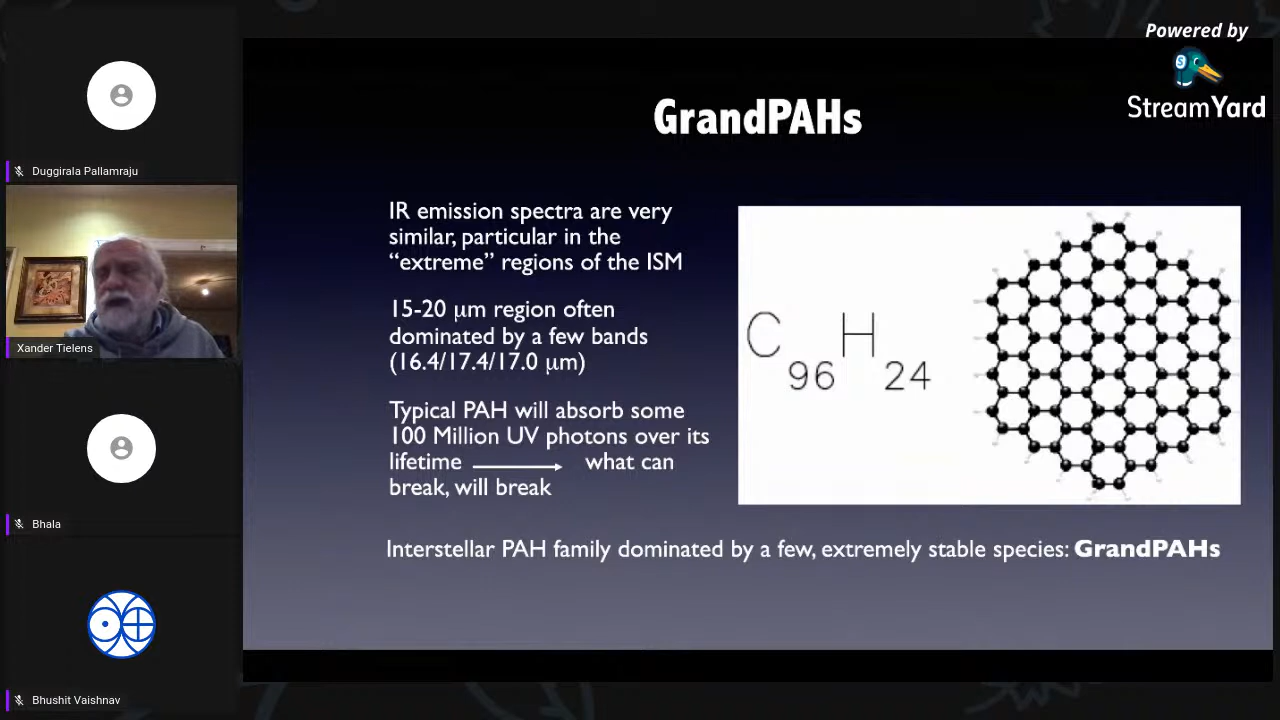 Powered by
StreamYard
Duggirala Pallamraju
Xander Tielens
Bhala
Bhushit Vaishnav
GrandPAHs
IR emission spectra are very
similar, particular in the
“extreme” regions of the ISM
15-20 μm region often
dominated by a few bands
(16.4/17.4/17.0 μm)
Typical PAH will absorb some
100 Million UV photons over its
lifetime → what can
break, will break
C96H24
Interstellar PAH family dominated by a few, extremely stable species: GrandPAHs